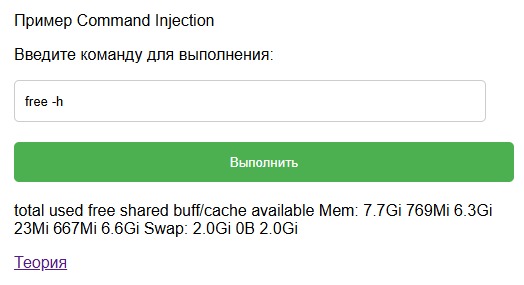 Пример Command Injection
Введите команду для выполнения:
free -h
Выполнить
total used free shared buff/cache available Mem: 7.7Gi 769Mi 6.3Gi
23Mi 667Mi 6.6Gi Swap: 2.0Gi 0B 2.0Gi
Теория